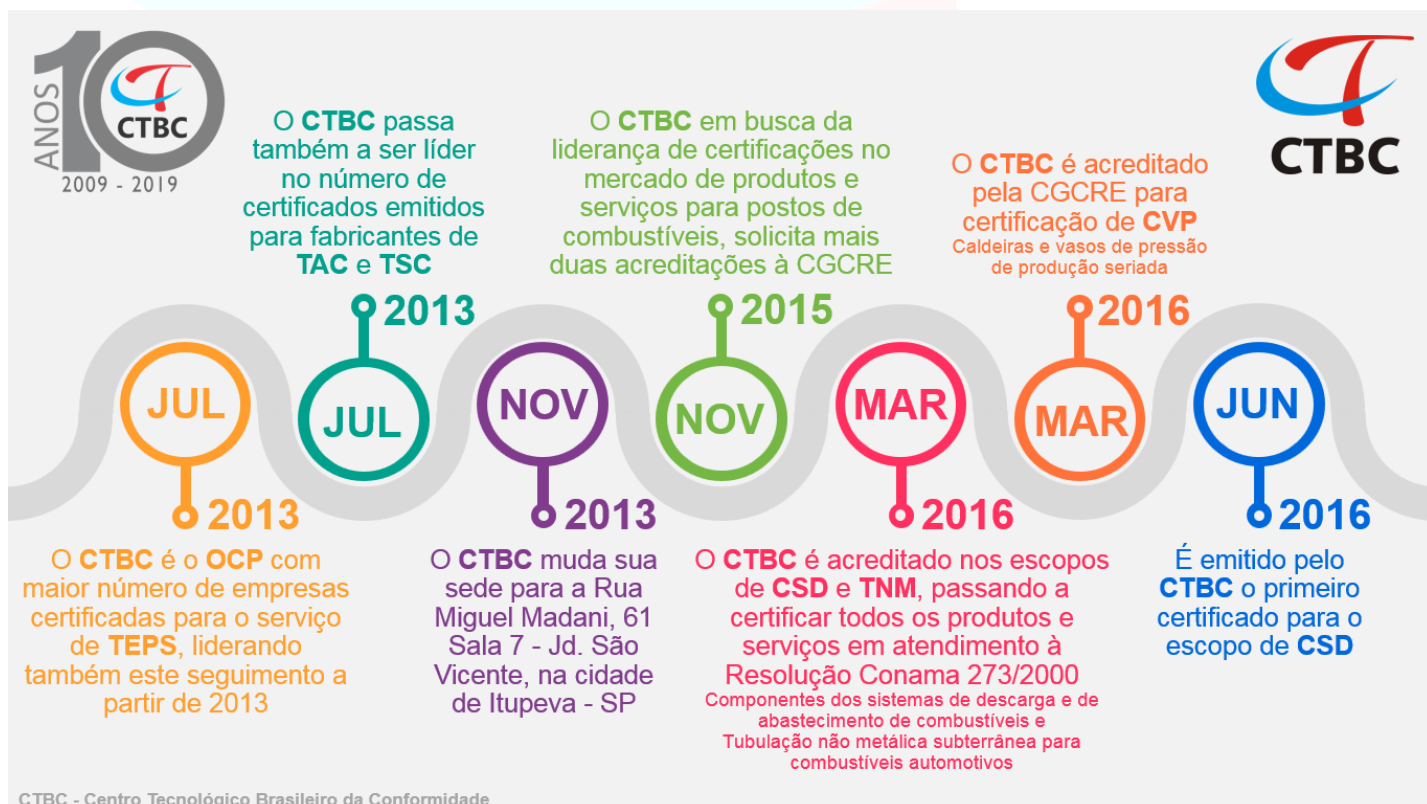 ANOS
10
CTBC
2009 - 2019
CTBC
O CTBC passa
também a ser líder
no número de
certificados emitidos
para fabricantes de
TAC e TSC
2013
JUL
O CTBC em busca da
liderança de certificações no
mercado de produtos e
serviços para postos de
combustíveis, solicita mais
duas acreditações à CGCRE
2015
NOV
O CTBC é acreditado
pela CGCRE para
certificação de CVP
Caldeiras e vasos de pressão
de produção seriada
2016
MAR
JUL
2013
O CTBC é o OCP com
maior número de empresas
certificadas para o serviço
de TEPS, liderando
também este seguimento a
partir de 2013
NOV
2013
O CTBC muda sua
sede para a Rua
Miguel Madani, 61
Sala 7 - Jd. São
Vicente, na cidade
de Itupeva - SP
MAR
2016
O CTBC é acreditado nos escopos
de CSD e TNM, passando a
certificar todos os produtos e
serviços em atendimento à
Resolução Conama 273/2000
Componentes dos sistemas de descarga e de
abastecimento de combustíveis e
Tubulação não metálica subterrânea para
combustíveis automotivos
JUN
2016
É emitido pelo
CTBC o primeiro
certificado para o
escopo de CSD
CTBC - Centro Tecnológico Brasileiro da Conformidade